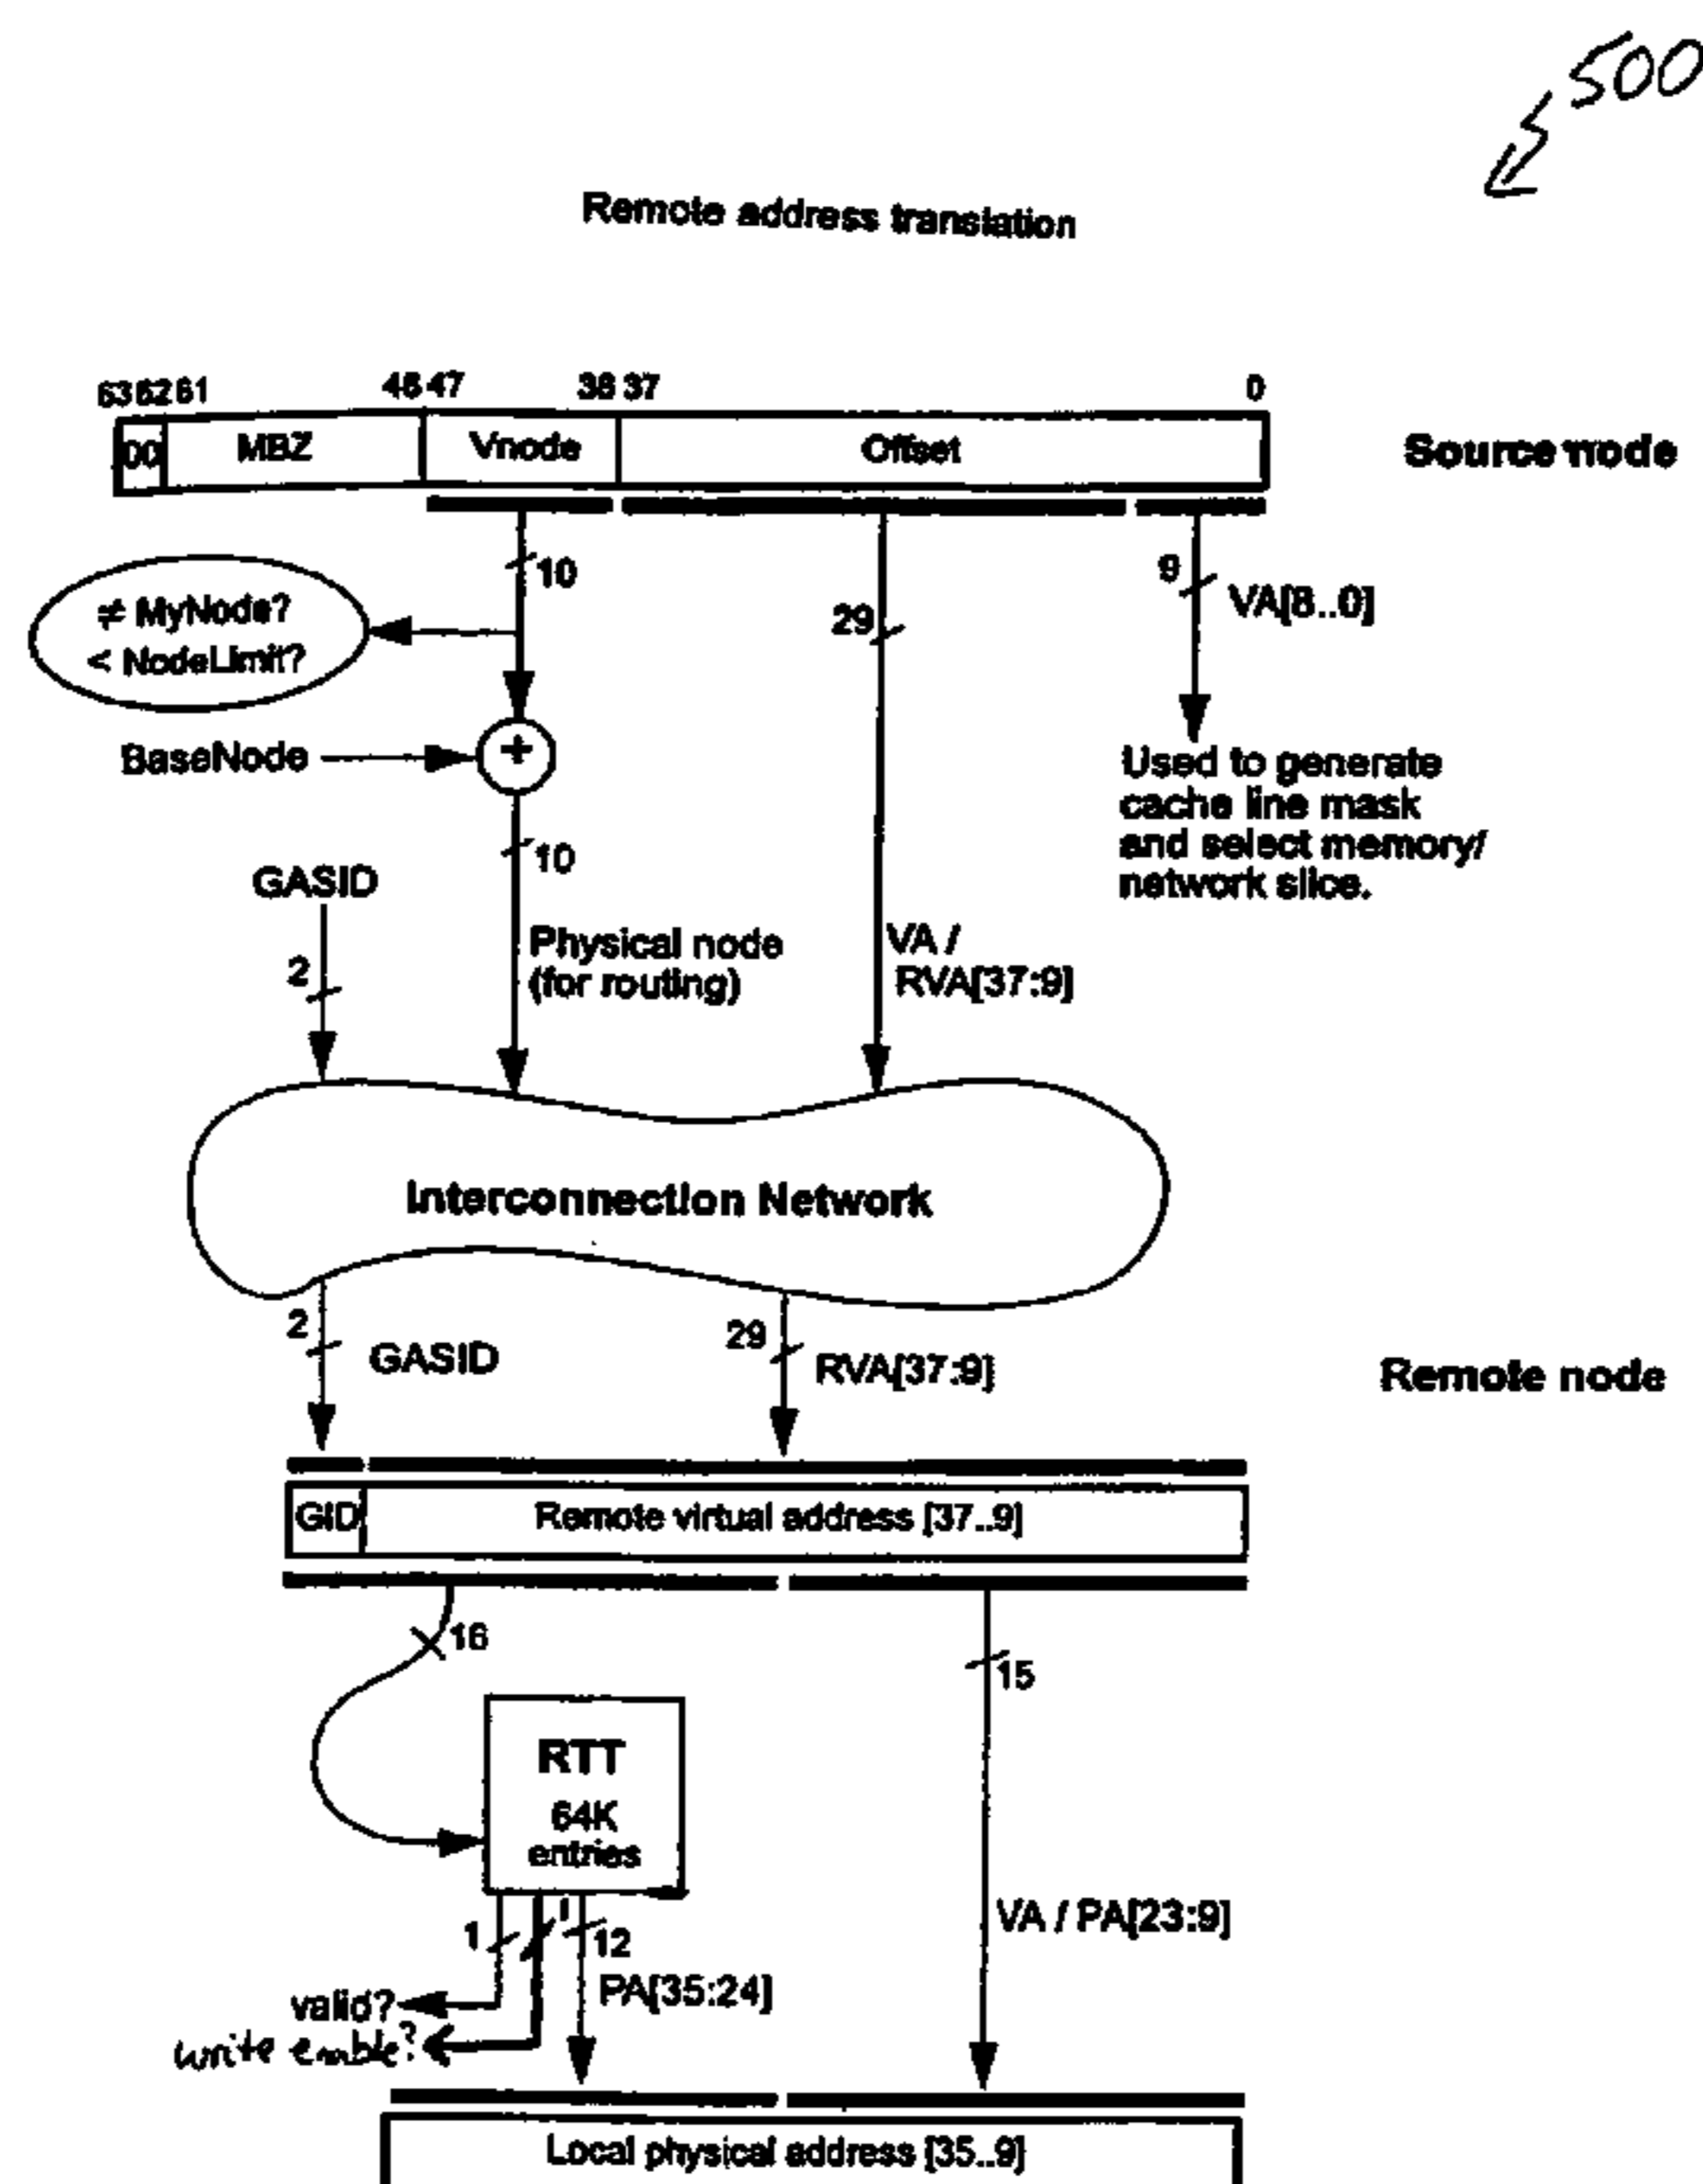 500
Remote address translation
63 62 61 48 47 38 37 0
00 MBZ Vnode Offset
Source node
10
9
VA[8..0]
29
≠ MyNode?
< NodeLimit?
BaseNode
+
Used to generate
cache line mask
and select memory/
network slice.
10
GASID
2
Physical node
(for routing)
VA /
RVA[37:9]
Interconnection Network
2
GASID
29
RVA[37:9]
Remote node
GID Remote virtual address [37..9]
16
15
RTT
64K
entries
1
1
12
VA / PA[23:9]
PA[35:24]
valid?
write enable?
Local physical address [35..9]